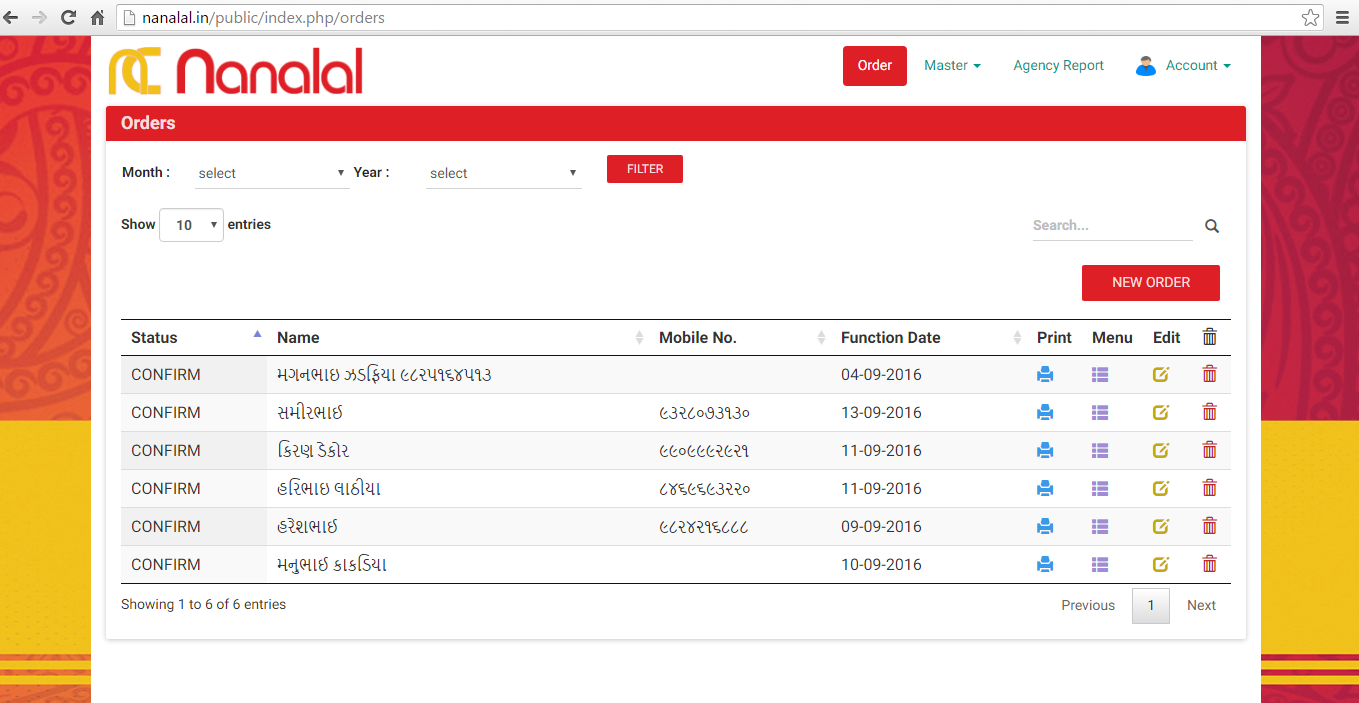 nanalal.in/public/index.php/orders
Nanalal
Order Master Agency Report Account
Orders
Month : select Year : select FILTER
Show 10 entries Search...
NEW ORDER
Status Name Mobile No. Function Date Print Menu Edit
CONFIRM મગનભાઇ ઝડફિયા ૯૮૨૫૧૬૪૫૧૩ 04-09-2016
CONFIRM સમીરભાઈ ૯૩૨૮૦૭૩૧૩૦ 13-09-2016
CONFIRM કિરણ ડેકોર ૯૯૦૯૯૯૨૯૨૧ 11-09-2016
CONFIRM હરિભાઇ લાઠીયા ૮૪૬૯૬૯૩૨૨૦ 11-09-2016
CONFIRM હરેશભાઈ ૯૮૨૪૨૧૬૮૮૮ 09-09-2016
CONFIRM મનુભાઈ કાકડિયા 10-09-2016
Showing 1 to 6 of 6 entries Previous 1 Next